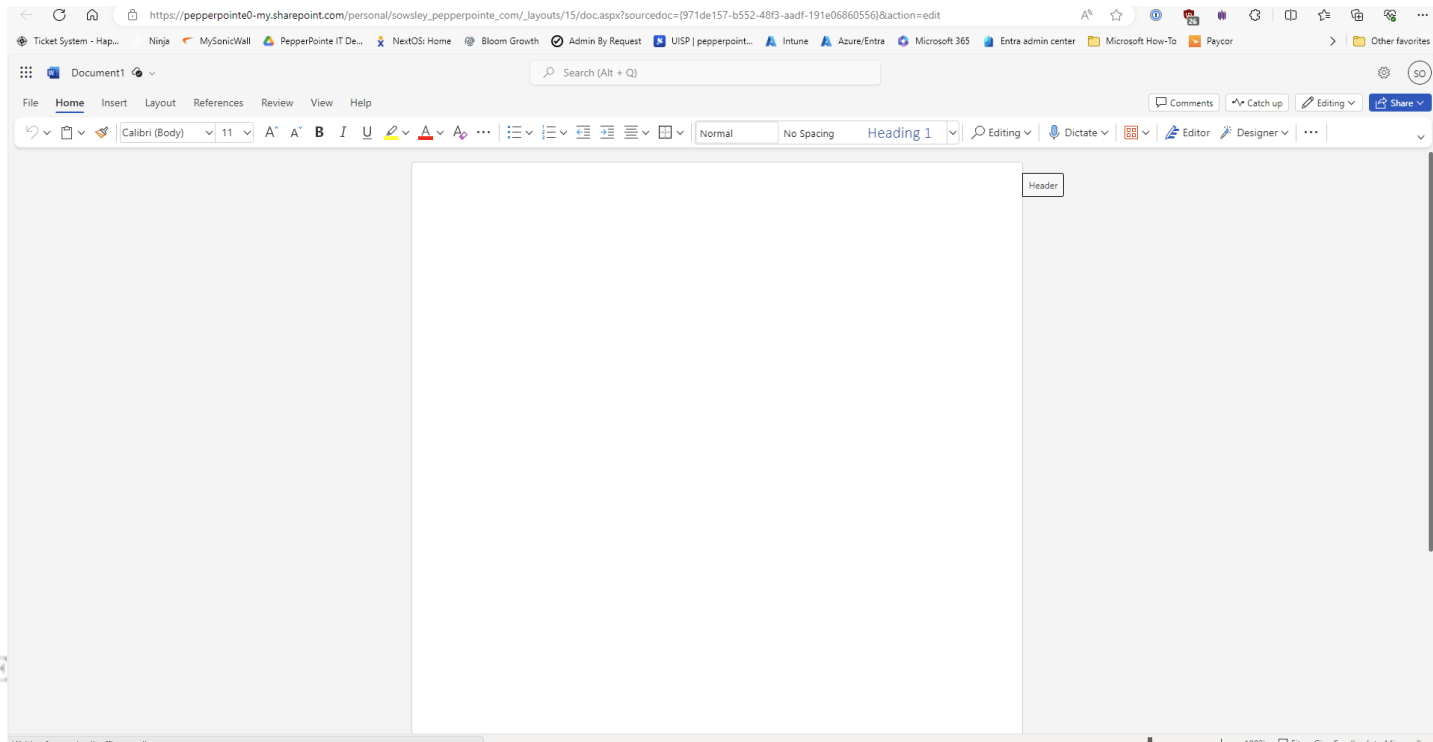 https://pepperpointe0-my.sharepoint.com/personal/sowsley_pepperpointe_com/_layouts/15/doc.aspx?sourcedoc={971de157-b552-48f3-aadf-191e06860556}&action=edit
26
Ticket System - Hap... Ninja MySonicWall PepperPointe IT De... NextOS: Home Bloom Growth Admin By Request UISP | pepperpoint... Intune Azure/Entra Microsoft 365 Entra admin center Microsoft How-To Paycor Other favorites
Document1 Search (Alt + Q) SO
File Home Insert Layout References Review View Help Comments Catch up Editing Share
Calibri (Body) 11 A A B I U A A Normal No Spacing Heading 1 Editing Dictate Editor Designer
Header